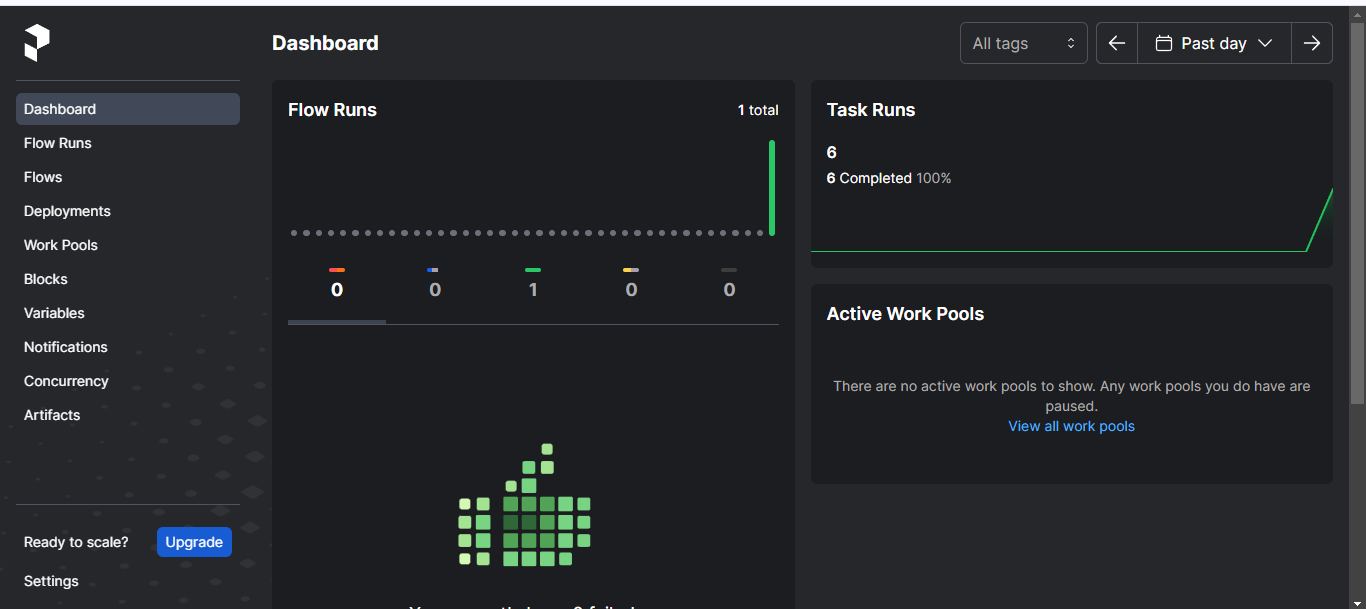 Dashboard
All tags
Past day
Dashboard
Flow Runs
Flows
Deployments
Work Pools
Blocks
Variables
Notifications
Concurrency
Artifacts
Ready to scale?
Upgrade
Settings
Flow Runs
1 total
0
0
1
0
0
Task Runs
6
6 Completed 100%
Active Work Pools
There are no active work pools to show. Any work pools you do have are
paused.
View all work pools